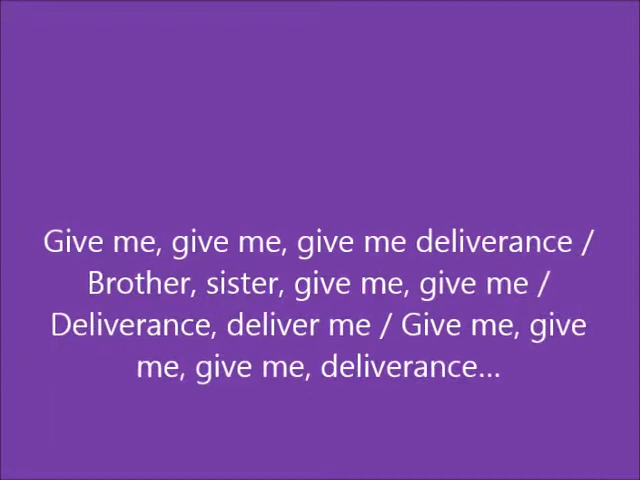 Give me, give me, give me deliverance /
Brother, sister, give me, give me /
Deliverance, deliver me / Give me, give
me, give me, deliverance...